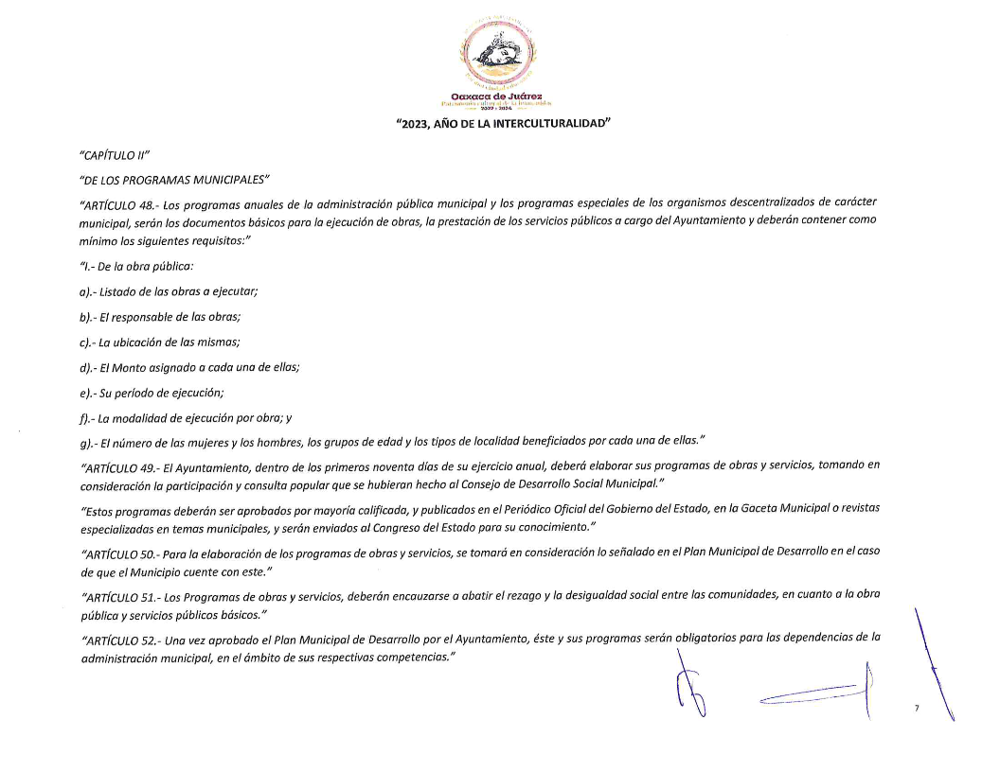 Oaxaca de Juárez
2022 - 2024
"2023, AÑO DE LA INTERCULTURALIDAD"
"CAPÍTULO II"
"DE LOS PROGRAMAS MUNICIPALES"
"ARTÍCULO 48.- Los programas anuales de la administración pública municipal y los programas especiales de los organismos descentralizados de carácter
municipal, serán los documentos básicos para la ejecución de obras, la prestación de los servicios públicos a cargo del Ayuntamiento y deberán contener como
mínimo los siguientes requisitos:"
"I.- De la obra pública:
a).- Listado de las obras a ejecutar;
b).- El responsable de las obras;
c).- La ubicación de las mismas;
d).- El Monto asignado a cada una de ellas;
e).- Su período de ejecución;
f).- La modalidad de ejecución por obra; y
g).- El número de las mujeres y los hombres, los grupos de edad y los tipos de localidad beneficiados por cada una de ellas."
"ARTÍCULO 49.- El Ayuntamiento, dentro de los primeros noventa días de su ejercicio anual, deberá elaborar sus programas de obras y servicios, tomando en
consideración la participación y consulta popular que se hubieran hecho al Consejo de Desarrollo Social Municipal."
"Estos programas deberán ser aprobados por mayoría calificada, y publicados en el Periódico Oficial del Gobierno del Estado, en la Gaceta Municipal o revistas
especializadas en temas municipales, y serán enviados al Congreso del Estado para su conocimiento."
"ARTÍCULO 50.- Para la elaboración de los programas de obras y servicios, se tomará en consideración lo señalado en el Plan Municipal de Desarrollo en el caso
de que el Municipio cuente con este."
"ARTÍCULO 51.- Los Programas de obras y servicios, deberán encauzarse a abatir el rezago y la desigualdad social entre las comunidades, en cuanto a la obra
pública y servicios públicos básicos."
"ARTÍCULO 52.- Una vez aprobado el Plan Municipal de Desarrollo por el Ayuntamiento, éste y sus programas serán obligatorios para las dependencias de la
administración municipal, en el ámbito de sus respectivas competencias."
7